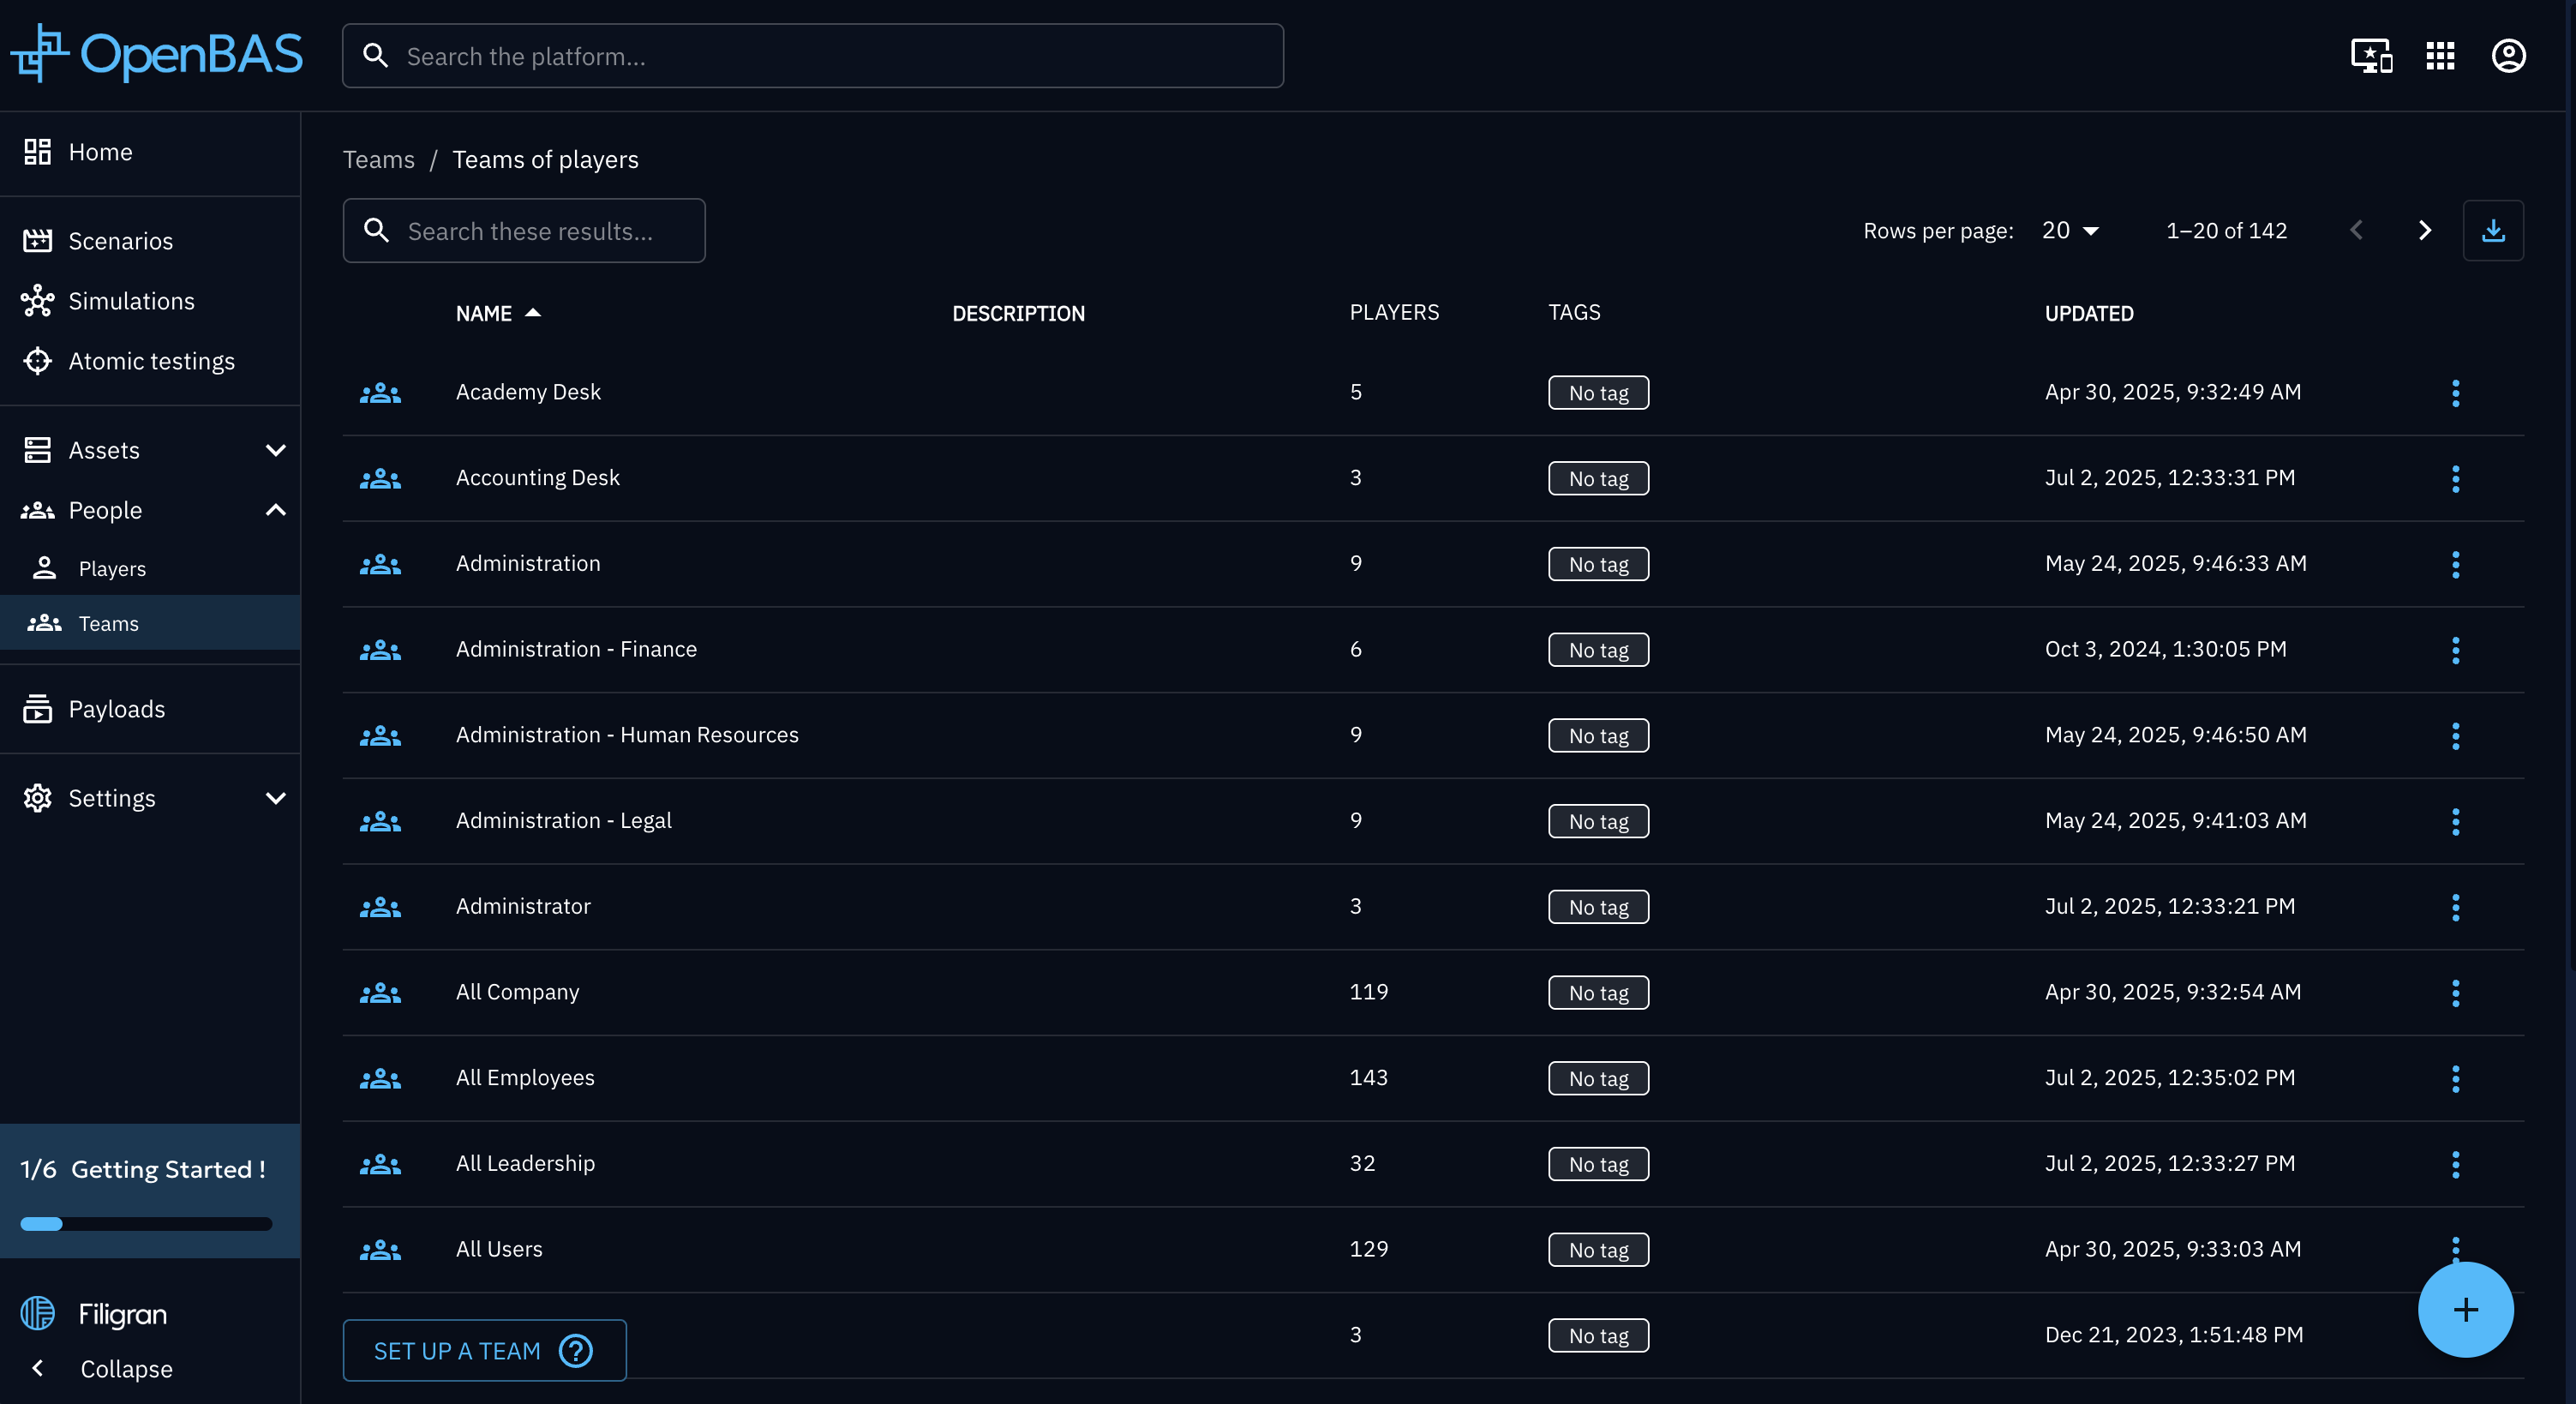 OpenBAS
Search the platform...
Home
Scenarios
Simulations
Atomic testings
Assets
People
Players
Teams
Payloads
Settings
1/6 Getting Started !
Filigran
Collapse
Teams / Teams of players
Search these results...
Rows per page: 20 1–20 of 142
NAME DESCRIPTION PLAYERS TAGS UPDATED
Academy Desk 5 No tag Apr 30, 2025, 9:32:49 AM
Accounting Desk 3 No tag Jul 2, 2025, 12:33:31 PM
Administration 9 No tag May 24, 2025, 9:46:33 AM
Administration - Finance 6 No tag Oct 3, 2024, 1:30:05 PM
Administration - Human Resources 9 No tag May 24, 2025, 9:46:50 AM
Administration - Legal 9 No tag May 24, 2025, 9:41:03 AM
Administrator 3 No tag Jul 2, 2025, 12:33:21 PM
All Company 119 No tag Apr 30, 2025, 9:32:54 AM
All Employees 143 No tag Jul 2, 2025, 12:35:02 PM
All Leadership 32 No tag Jul 2, 2025, 12:33:27 PM
All Users 129 No tag Apr 30, 2025, 9:33:03 AM
3 No tag Dec 21, 2023, 1:51:48 PM
SET UP A TEAM